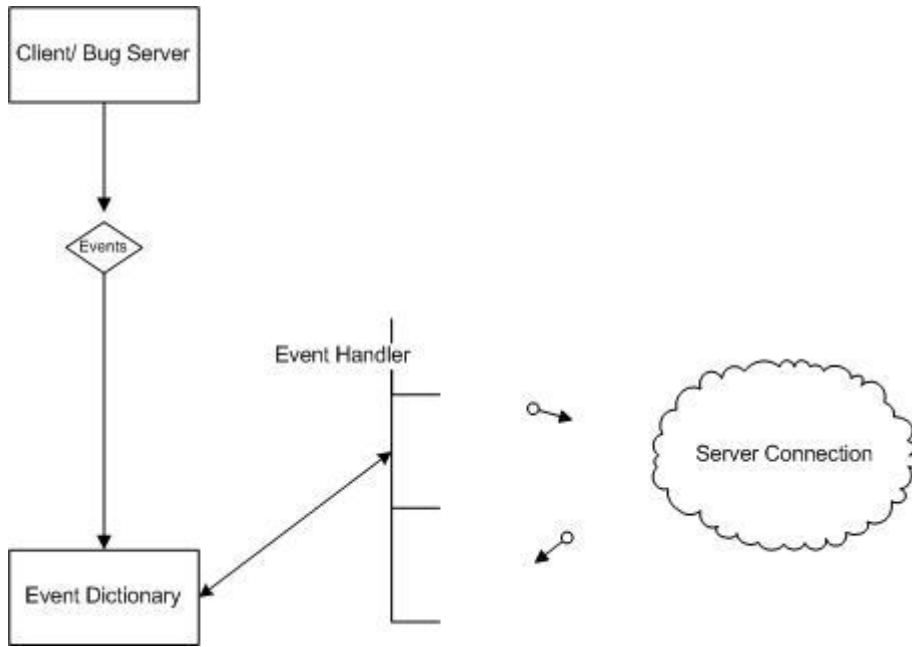 Client/ Bug Server
Events
Event Handler
Server Connection
Event Dictionary